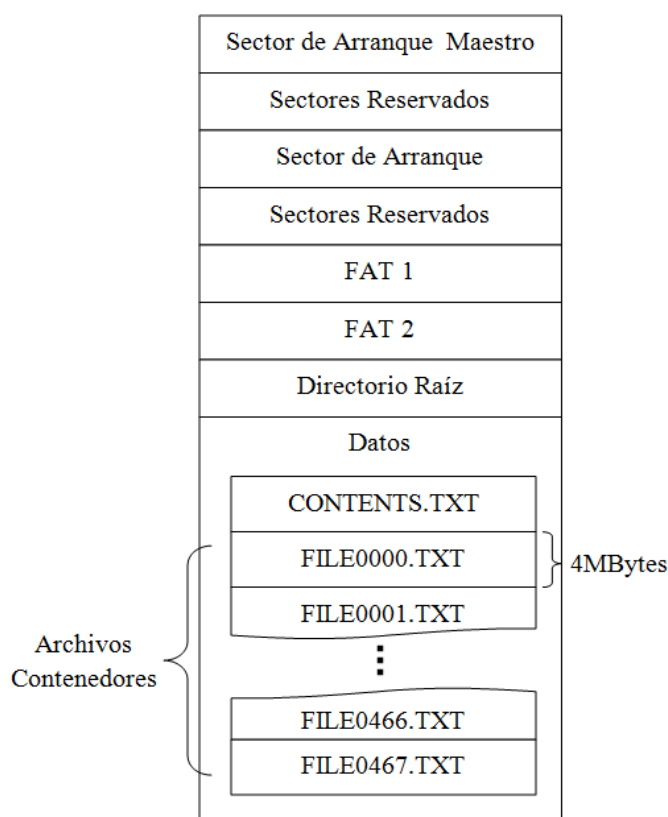 Sector de Arranque Maestro
Sectores Reservados
Sector de Arranque
Sectores Reservados
FAT 1
FAT 2
Directorio Raíz
Datos
CONTENTS.TXT
FILE0000.TXT
4MBytes
FILE0001.TXT
Archivos
Contenedores
FILE0466.TXT
FILE0467.TXT